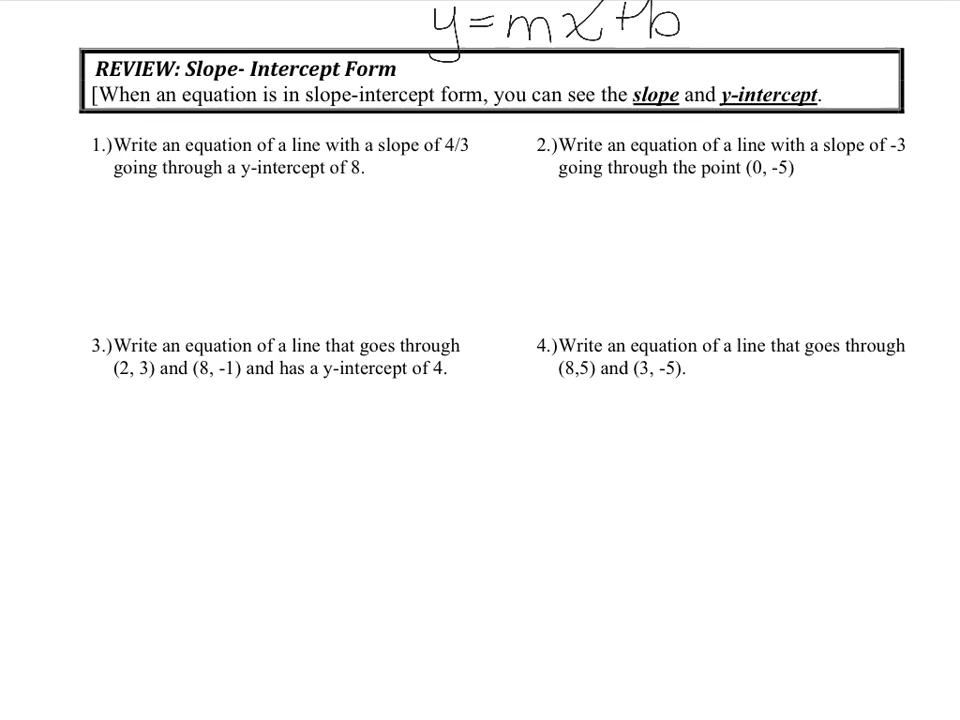 y=mx+b
REVIEW: Slope- Intercept Form
[When an equation is in slope-intercept form, you can see the slope and y-intercept.
1.)Write an equation of a line with a slope of 4/3
going through a y-intercept of 8.
2.)Write an equation of a line with a slope of -3
going through the point (0, -5)
3.)Write an equation of a line that goes through
(2, 3) and (8, -1) and has a y-intercept of 4.
4.)Write an equation of a line that goes through
(8,5) and (3, -5).